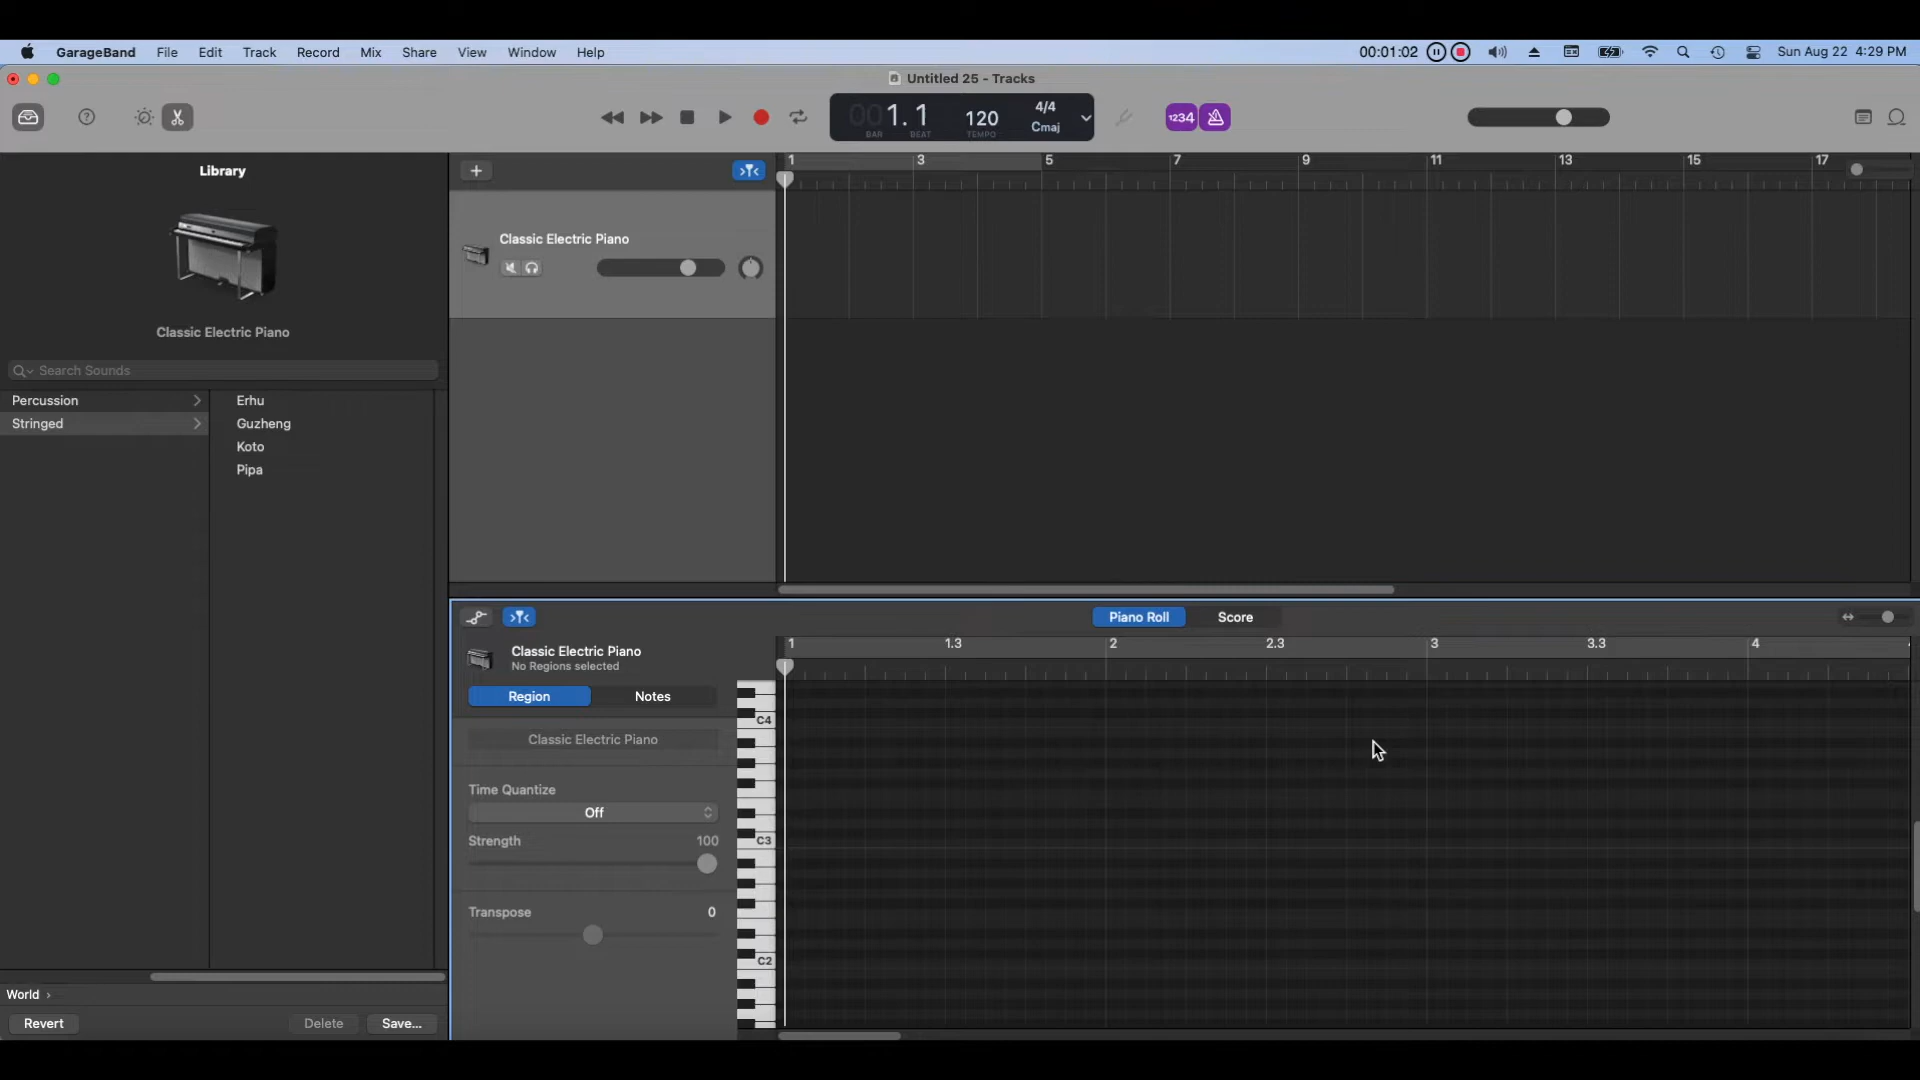 GarageBand File Edit Track Record Mix Share View Window Help 00:01:02 Sun Aug 22 4:29 PM
Untitled 25 - Tracks
001.1 120 4/4 Cmaj
BAR BEAT TEMPO
1234
Library
1 3 5 7 9 11 13 15 17
Classic Electric Piano
Classic Electric Piano
Search Sounds
Percussion
Stringed
Erhu
Guzheng
Koto
Pipa
World
Revert Delete Save...
Piano Roll Score
Classic Electric Piano
No Regions selected
1 1.3 2 2.3 3 3.3 4
Region Notes
Classic Electric Piano
Time Quantize
Off
Strength 100
Transpose 0
C4
C3
C2